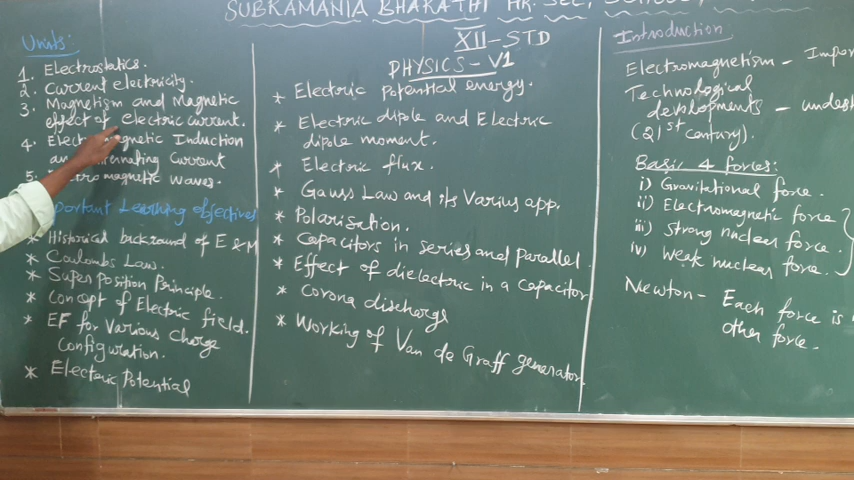 SUBRAMANIA BHARATHI HR. SEC. SCHOOL
XII - STD
PHYSICS - V1
Units:
1. Electrostatics.
2. Current electricity.
3. Magnetism and Magnetic
effect of electric current.
4. Electromagnetic Induction
and Alternating Current
5. Electromagnetic waves.
Important Learning objectives
* Historical backround of E & M
* Coulombs Law.
* Super Position Principle.
* Concept of Electric field.
* EF for Various Charge
Configuration.
* Electric Potential
* Electric Potential energy.
* Electric diple and Electric
dipole moment.
* Electric flux.
* Gauss Law and its Varius app.
* Polarisation.
* Capacitors in series and parallel.
* Effect of dielectric in a Capacitor
* Corona discharge
* Working of Van de Graff generator.
Introduction
Electromagnetism - Impor
Technological
developments - undest
(21st century).
Basic 4 forces:
i) Gravitational force.
ii) Electromagnetic force
iii) strong nuclear force.
iv) weak nuclear force.
Newton - Each force is
other force.